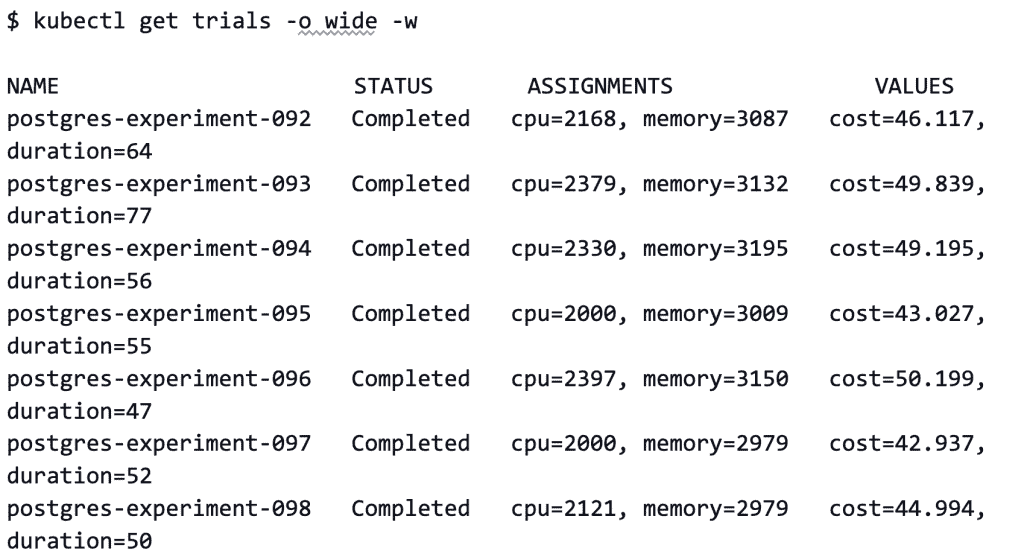 $ kubectl get trials -o wide -w
NAME STATUS ASSIGNMENTS VALUES
postgres-experiment-092 Completed cpu=2168, memory=3087 cost=46.117,
duration=64
postgres-experiment-093 Completed cpu=2379, memory=3132 cost=49.839,
duration=77
postgres-experiment-094 Completed cpu=2330, memory=3195 cost=49.195,
duration=56
postgres-experiment-095 Completed cpu=2000, memory=3009 cost=43.027,
duration=55
postgres-experiment-096 Completed cpu=2397, memory=3150 cost=50.199,
duration=47
postgres-experiment-097 Completed cpu=2000, memory=2979 cost=42.937,
duration=52
postgres-experiment-098 Completed cpu=2121, memory=2979 cost=44.994,
duration=50